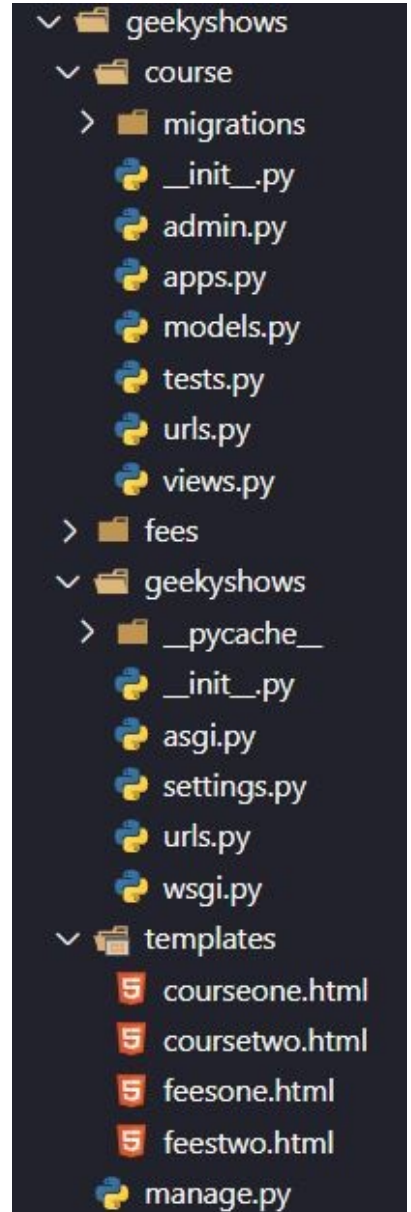 geekyshows
course
migrations
__init__.py
admin.py
apps.py
models.py
tests.py
urls.py
views.py
fees
geekyshows
__pycache__
__init__.py
asgi.py
settings.py
urls.py
wsgi.py
templates
courseone.html
coursetwo.html
feesone.html
feestwo.html
manage.py